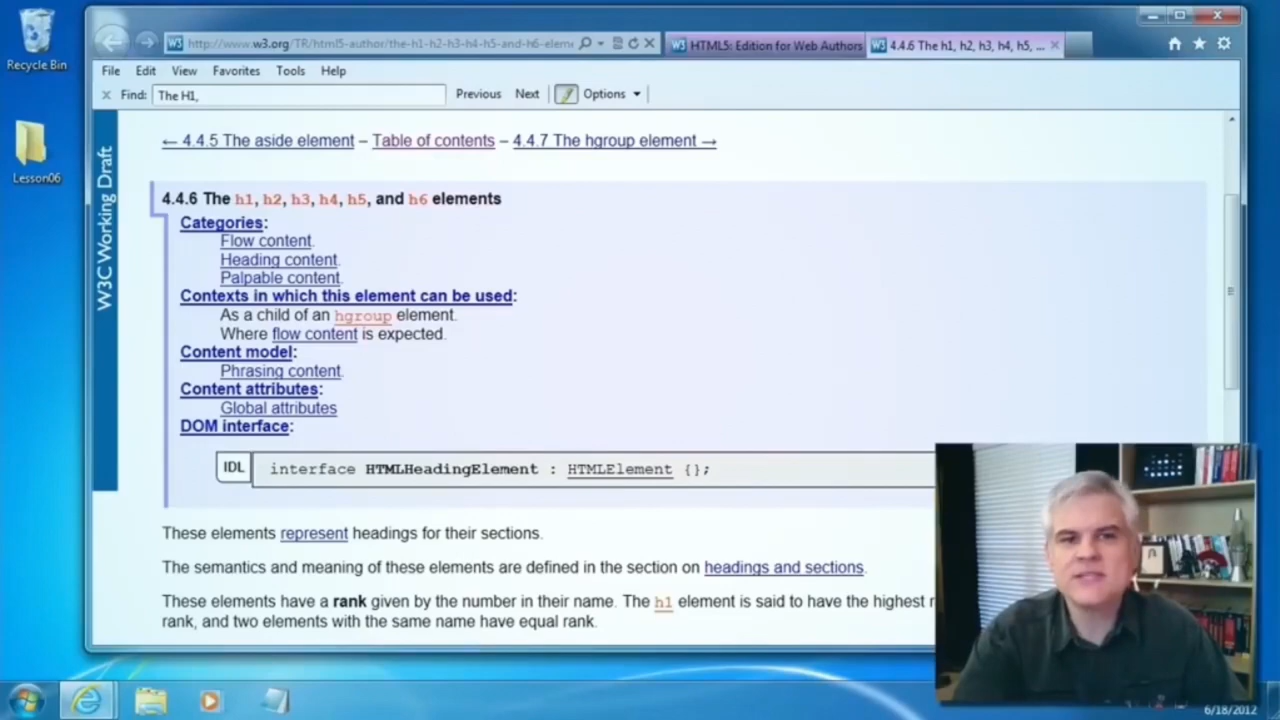 Recycle Bin
Lesson06
http://www.w3.org/TR/html5-author/the-h1-h2-h3-h4-h5-and-h6-eleme
HTML5: Edition for Web Authors
4.4.6 The h1, h2, h3, h4, h5, ...
File Edit View Favorites Tools Help
Find: The H1, Previous Next Options
W3C Working Draft
← 4.4.5 The aside element – Table of contents – 4.4.7 The hgroup element →
4.4.6 The h1, h2, h3, h4, h5, and h6 elements
Categories:
Flow content.
Heading content.
Palpable content.
Contexts in which this element can be used:
As a child of an hgroup element.
Where flow content is expected.
Content model:
Phrasing content.
Content attributes:
Global attributes
DOM interface:
IDL interface HTMLHeadingElement : HTMLElement {};
These elements represent headings for their sections.
The semantics and meaning of these elements are defined in the section on headings and sections.
These elements have a rank given by the number in their name. The h1 element is said to have the highest r
rank, and two elements with the same name have equal rank.
6/18/2012